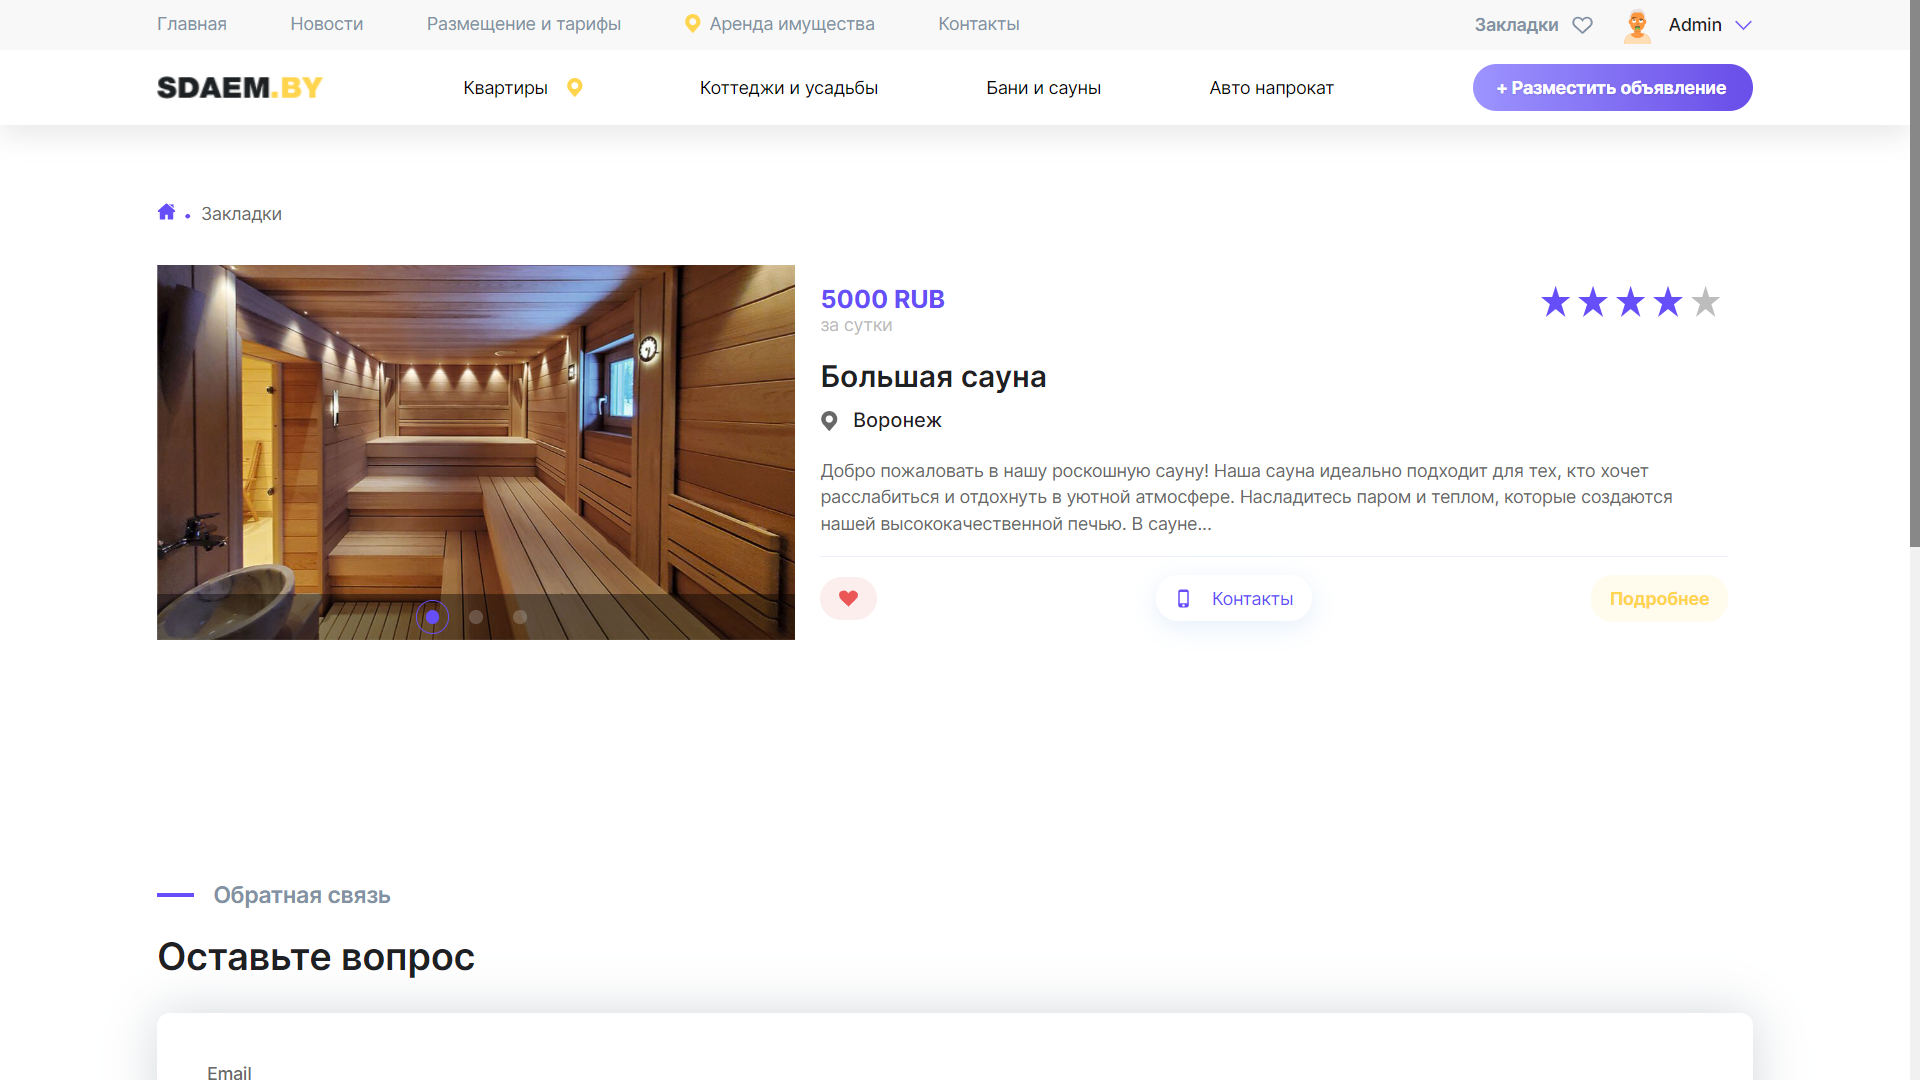 Главная Новости Размещение и тарифы Аренда имущества Контакты Закладки Admin
SDAEM.BY Квартиры Коттеджи и усадьбы Бани и сауны Авто напрокат + Разместить объявление
Закладки
5000 RUB
за сутки
Большая сауна
Воронеж
Добро пожаловать в нашу роскошную сауну! Наша сауна идеально подходит для тех, кто хочет
расслабиться и отдохнуть в уютной атмосфере. Насладитесь паром и теплом, которые создаются
нашей высококачественной печью. В сауне...
Контакты Подробнее
Обратная связь
Оставьте вопрос
Email